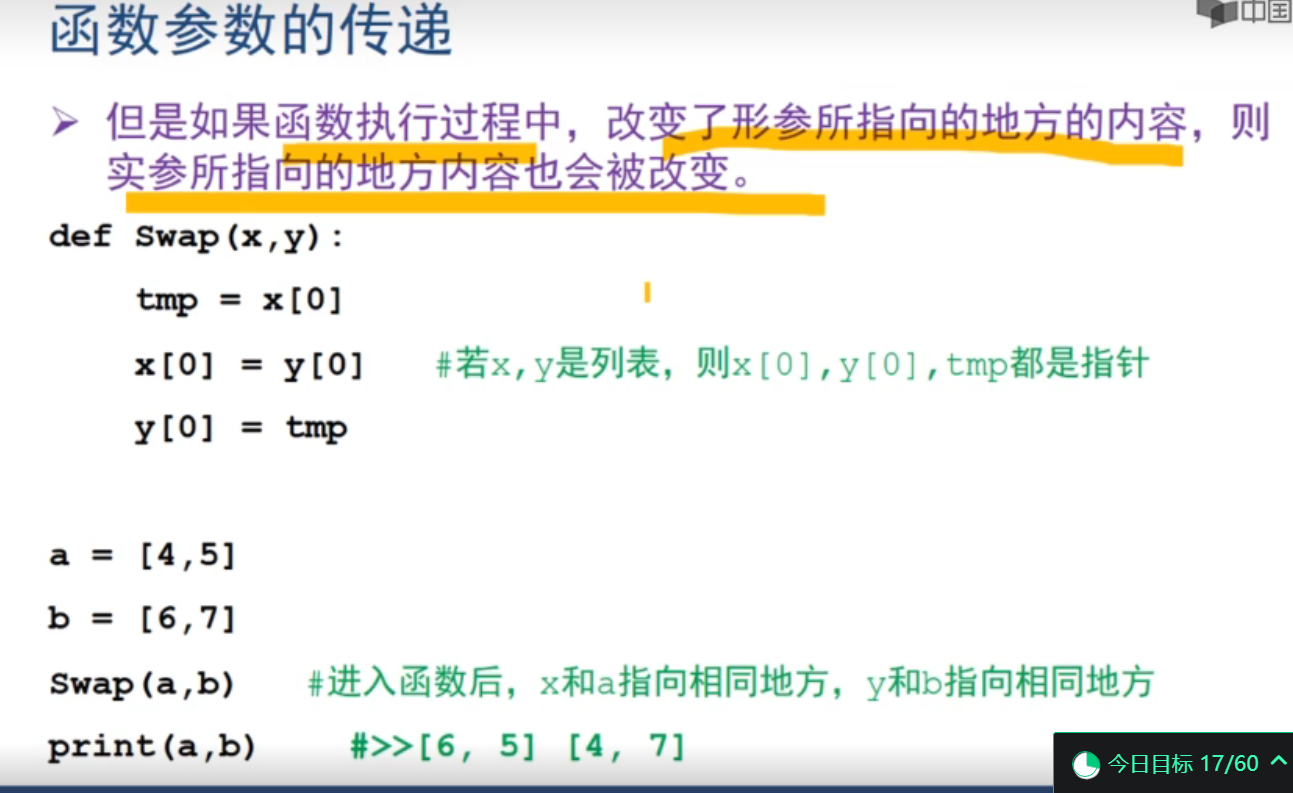 函数参数的传递
中国
➢ 但是如果函数执行过程中，改变了形参所指向的地方的内容，则
实参所指向的地方内容也会被改变。
def Swap(x,y):
tmp = x[0]
x[0] = y[0] #若x,y是列表，则x[0],y[0],tmp都是指针
y[0] = tmp
a = [4,5]
b = [6,7]
Swap(a,b) #进入函数后，x和a指向相同地方，y和b指向相同地方
print(a,b) #>>[6, 5] [4, 7]
今日目标 17/60